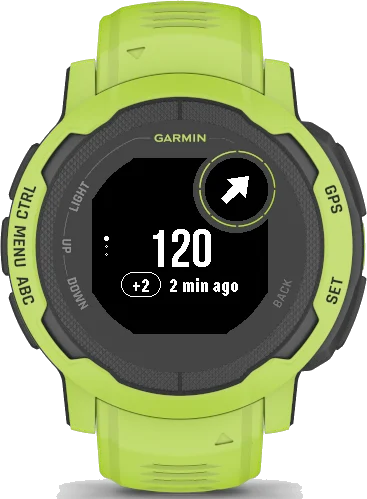 GARMIN
LIGHT
CTRL
GPS
UP
MENU
120
+2 2 min ago
DOWN
ABC
BACK
SET